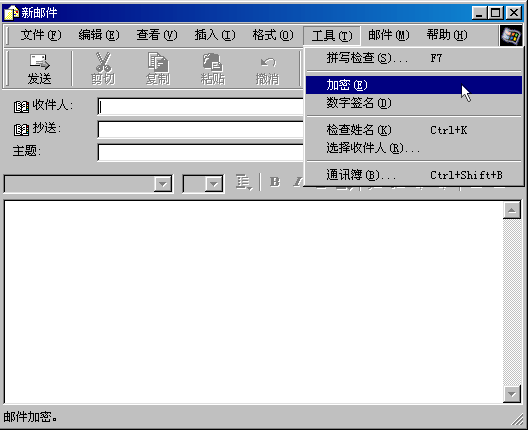 新邮件
文件(F) 编辑(E) 查看(V) 插入(I) 格式(O) 工具(T) 邮件(M) 帮助(H)
发送 剪切 复制 粘贴 撤消
拼写检查(S)... F7
加密(E)
数字签名(D)
检查姓名(K) Ctrl+K
选择收件人(R)...
通讯簿(B)... Ctrl+Shift+B
收件人:
抄送:
主题:
B I
邮件加密。